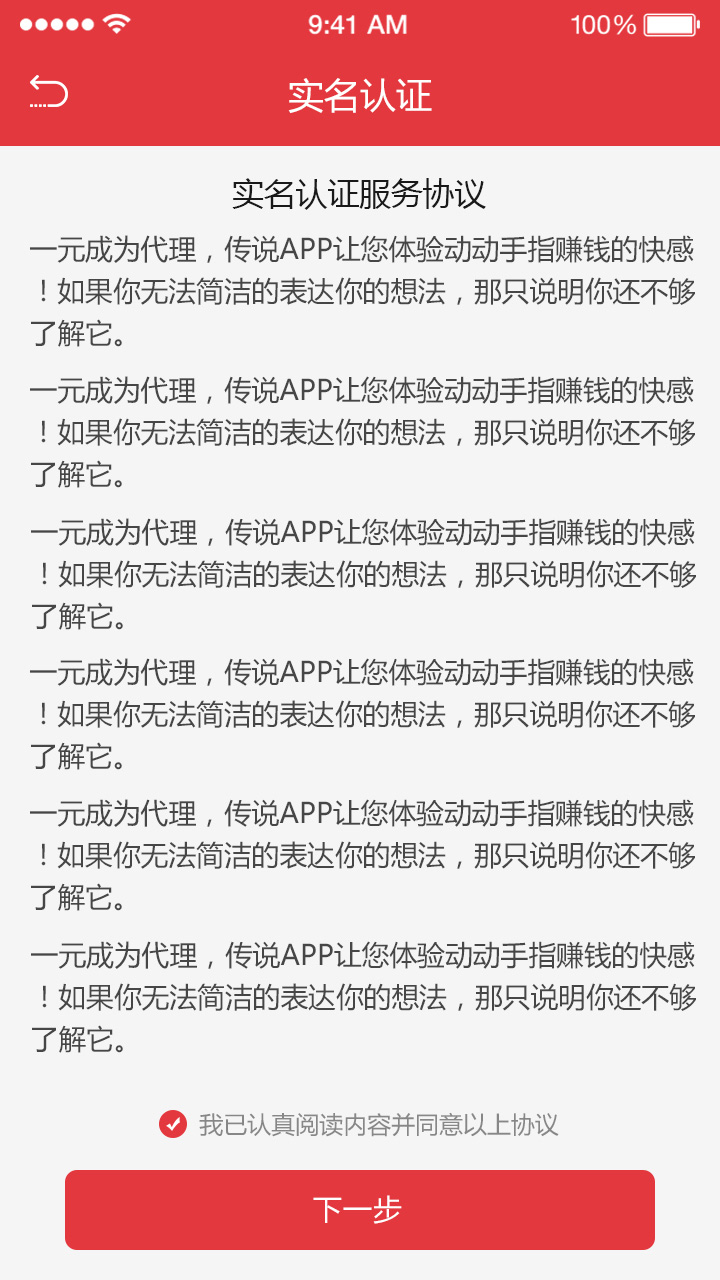 9:41 AM 100%
实名认证
实名认证服务协议
一元成为代理，传说APP让您体验动动手指赚钱的快感
！如果你无法简洁的表达你的想法，那只说明你还不够
了解它。
一元成为代理，传说APP让您体验动动手指赚钱的快感
！如果你无法简洁的表达你的想法，那只说明你还不够
了解它。
一元成为代理，传说APP让您体验动动手指赚钱的快感
！如果你无法简洁的表达你的想法，那只说明你还不够
了解它。
一元成为代理，传说APP让您体验动动手指赚钱的快感
！如果你无法简洁的表达你的想法，那只说明你还不够
了解它。
一元成为代理，传说APP让您体验动动手指赚钱的快感
！如果你无法简洁的表达你的想法，那只说明你还不够
了解它。
一元成为代理，传说APP让您体验动动手指赚钱的快感
！如果你无法简洁的表达你的想法，那只说明你还不够
了解它。
我已认真阅读内容并同意以上协议
下一步